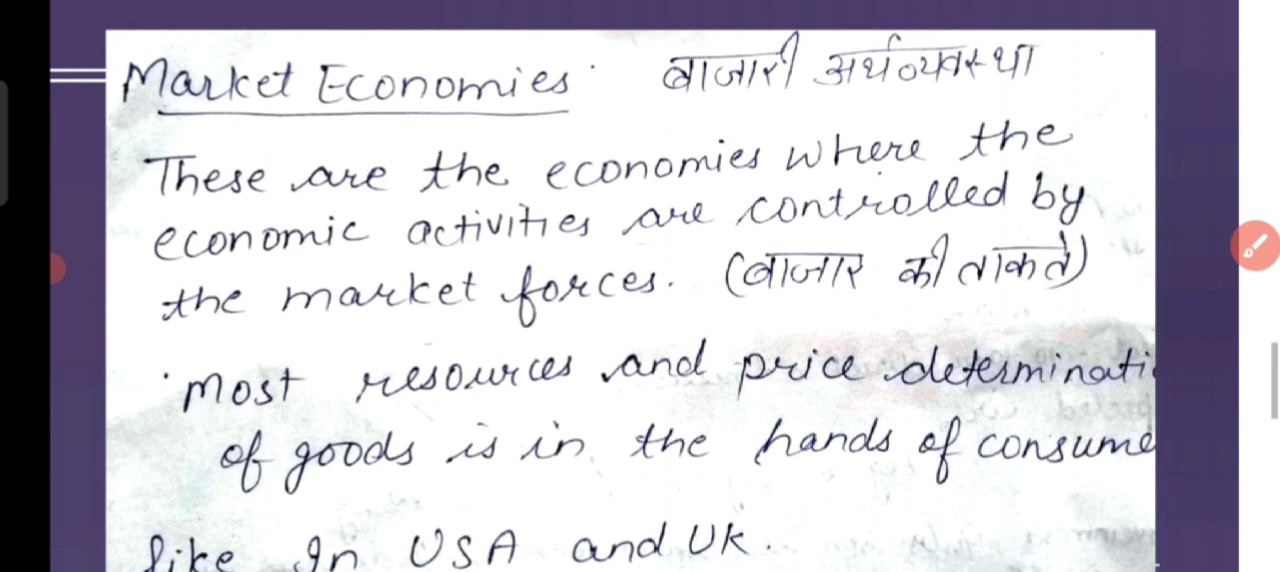 Market Economies बाजारी अर्थव्यवस्था
These are the economies where the
economic activities are controlled by
the market forces. (बाजार की ताकते)
· Most resources and price determinati
of goods is in the hands of consume
like In USA and UK.